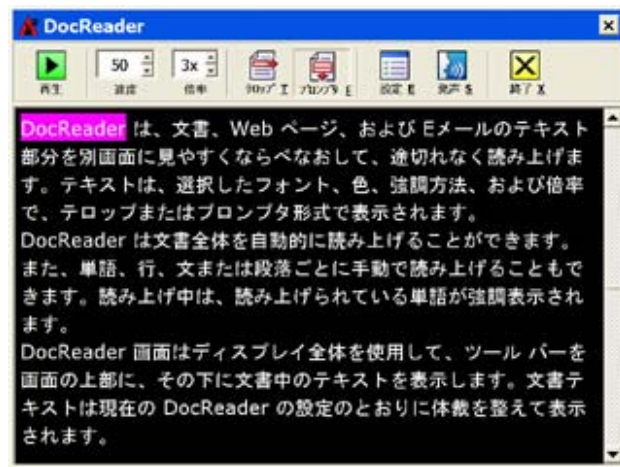 DocReader
50
3x
再生
速度
倍率
テロップ T
プロンプタ E
設定 E
発声 S
終了 X
DocReader は、文書、Web ページ、および Eメールのテキスト
部分を別画面に見やすくならべなおして、途切れなく読み上げま
す。テキストは、選択したフォント、色、強調方法、および倍率
で、テロップまたはプロンプタ形式で表示されます。
DocReader は文書全体を自動的に読み上げることができます。
また、単語、行、文または段落ごとに手動で読み上げることもで
きます。読み上げ中は、読み上げられている単語が強調表示され
ます。
DocReader 画面はディスプレイ全体を使用して、ツール バーを
画面の上部に、その下に文書中のテキストを表示します。文書テ
キストは現在の DocReader の設定のとおりに体裁を整えて表示
されます。